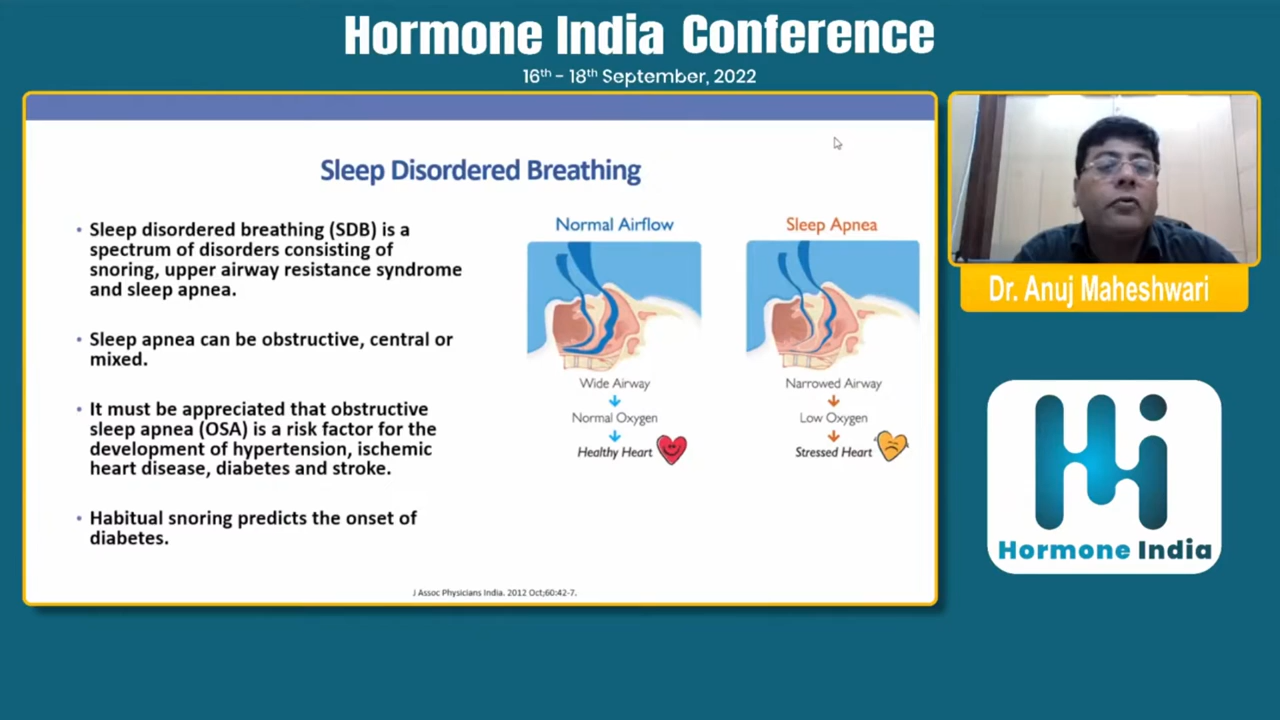 Hormone India Conference
16th - 18th September, 2022
Sleep Disordered Breathing
• Sleep disordered breathing (SDB) is a
spectrum of disorders consisting of
snoring, upper airway resistance syndrome
and sleep apnea.
• Sleep apnea can be obstructive, central or
mixed.
• It must be appreciated that obstructive
sleep apnea (OSA) is a risk factor for the
development of hypertension, ischemic
heart disease, diabetes and stroke.
• Habitual snoring predicts the onset of
diabetes.
Normal Airflow
Wide Airway
Normal Oxygen
Healthy Heart
Sleep Apnea
Narrowed Airway
Low Oxygen
Stressed Heart
J Assoc Physicians India. 2012 Oct;60:42-7.
Dr. Anuj Maheshwari
Hormone India